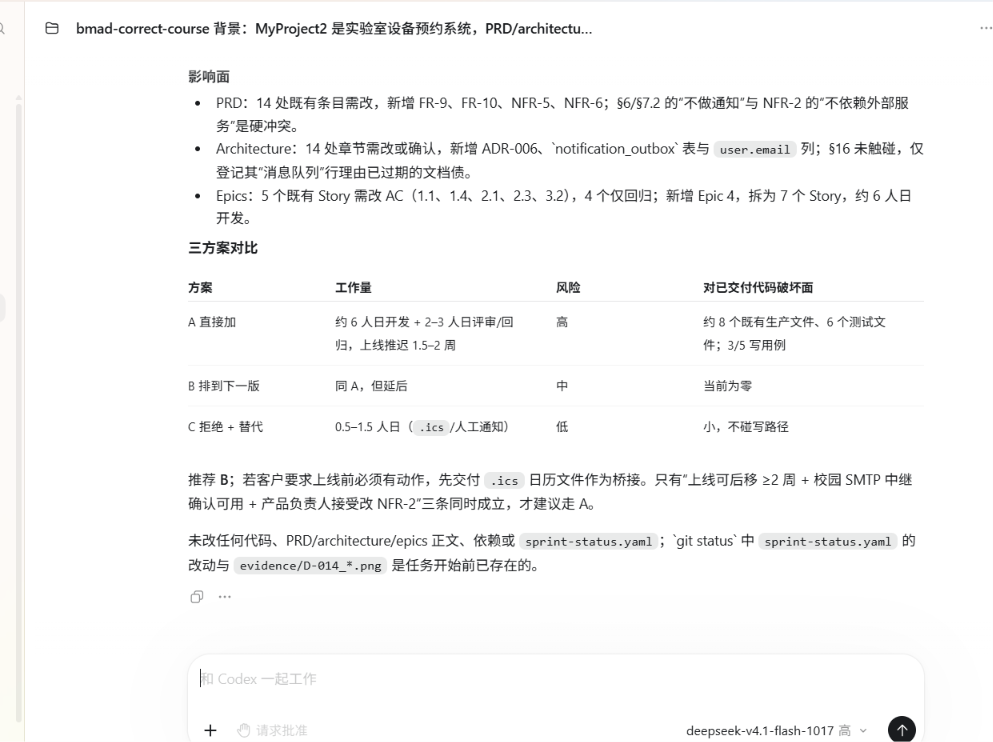 bmad-correct-course 背景：MyProject2 是实验室设备预约系统，PRD/architectu...
影响面
• PRD：14 处既有条目需改，新增 FR-9、FR-10、NFR-5、NFR-6；§6/§7.2 的“不做通知”与 NFR-2 的“不依赖外部服
务”是硬冲突。
• Architecture：14 处章节需改或确认，新增 ADR-006、`notification_outbox` 表与 user.email 列；§16 未触碰，仅
登记其“消息队列”行理由已过期的文档债。
• Epics：5 个既有 Story 需改 AC（1.1、1.4、2.1、2.3、3.2），4 个仅回归；新增 Epic 4，拆为 7 个 Story，约 6 人日
开发。
三方案对比
方案 工作量 风险 对已交付代码破坏面
A 直接加 约 6 人日开发 + 2–3 人日评审/回 高 约 8 个既有生产文件、6 个测试文
归，上线推迟 1.5–2 周 件；3/5 写用例
B 排到下一版 同 A，但延后 中 当前为零
C 拒绝 + 替代 0.5–1.5 人日（.ics/人工通知） 低 小，不碰写路径
推荐 B；若客户要求上线前必须有动作，先交付 .ics 日历文件作为桥接。只有“上线可后移 ≥2 周 + 校园 SMTP 中继
确认可用 + 产品负责人接受改 NFR-2”三条同时成立，才建议走 A。
未改任何代码、PRD/architecture/epics 正文、依赖或 sprint-status.yaml；`git status` 中 sprint-status.yaml 的
改动与 evidence/D-014_*.png 是任务开始前已存在的。
和 Codex 一起工作
请求批准 deepseek-v4.1-flash-1017 高